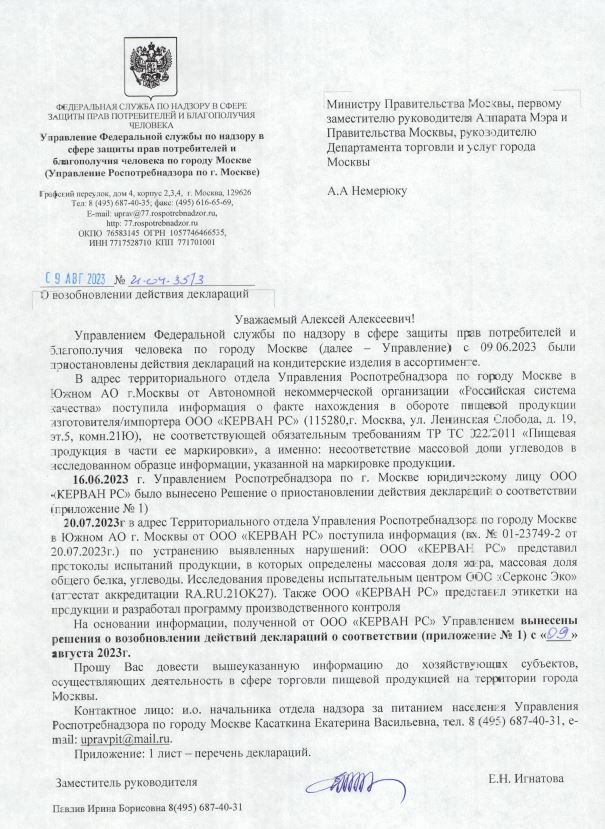 ФЕДЕРАЛЬНАЯ СЛУЖБА ПО НАДЗОРУ В СФЕРЕ
ЗАЩИТЫ ПРАВ ПОТРЕБИТЕЛЕЙ И БЛАГОПОЛУЧИЯ
ЧЕЛОВЕКА
Управление Федеральной службы по надзору в
сфере защиты прав потребителей и
благополучия человека по городу Москве
(Управление Роспотребнадзора по г. Москве)
Графский переулок, дом 4, корпус 2,3,4, г. Москва, 129626
Тел: 8 (495) 687-40-35; факс: (495) 616-65-69,
E-mail: uprav@77.rospotrebnadzor.ru,
http: 77.rospotrebnadzor.ru
ОКПО 76583145 ОГРН 1057746466535,
ИНН 7717528710 КПП 771701001
Министру Правительства Москвы, первому
заместителю руководителя Аппарата Мэра и
Правительства Москвы, руководителю
Департамента торговли и услуг города
Москвы
А.А Немерюку
09 АВГ 2023 №
О возобновлении действия деклараций
Уважаемый Алексей Алексеевич!
Управлением Федеральной службы по надзору в сфере защиты прав потребителей и
благополучия человека по городу Москве (далее – Управление) с 09.06.2023 были
приостановлены действия деклараций на кондитерские изделия в ассортименте.
В адрес территориального отдела Управления Роспотребнадзора по городу Москве в
Южном АО г.Москвы от Автономной некоммерческой организации «Российская система
качества» поступила информация о факте нахождения в обороте пищевой продукции
изготовителя/импортера ООО «КЕРВАН РС» (115280,г. Москва, ул. Ленинская Слобода, д. 19,
эт.5, комн.21Ю), не соответствующей обязательным требованиям ТР ТС 022/2011 «Пищевая
продукция в части ее маркировки», а именно: несоответствие массовой доли углеводов в
исследованном образце информации, указанной на маркировке продукции.
16.06.2023 г. Управлением Роспотребнадзора по г. Москве юридическому лицу ООО
«КЕРВАН РС» было вынесено Решение о приостановлении действия деклараций о соответствии
(приложение № 1)
20.07.2023г в адрес Территориального отдела Управления Роспотребнадзора по городу Москве
в Южном АО г. Москвы от ООО «КЕРВАН РС» поступила информация (вх. № 01-23749-2 от
20.07.2023г.) по устранению выявленных нарушений: ООО «КЕРВАН РС» представил
протоколы испытаний продукции, в которых определены массовая доля жира, массовая доля
общего белка, углеводы. Исследования проведены испытательным центром ООО «Серконс Эко»
(аттестат аккредитации RA.RU.21ОК27). Также ООО «КЕРВАН РС» представил этикетки на
продукции и разработал программу производственного контроля
На основании информации, полученной от ООО «КЕРВАН РС» Управлением вынесены
решения о возобновлении действий деклараций о соответствии (приложение № 1) с «09»
августа 2023г.
Прошу Вас довести вышеуказанную информацию до хозяйствующих субъектов,
осуществляющих деятельность в сфере торговли пищевой продукцией на территории города
Москвы.
Контактное лицо: и.о. начальника отдела надзора за питанием населения Управления
Роспотребнадзора по городу Москве Касаткина Екатерина Васильевна, тел. 8 (495) 687-40-31, e-
mail: upravpit@mail.ru.
Приложение: 1 лист – перечень деклараций.
Заместитель руководителя Е.Н. Игнатова
Павлив Ирина Борисовна 8(495) 687-40-31